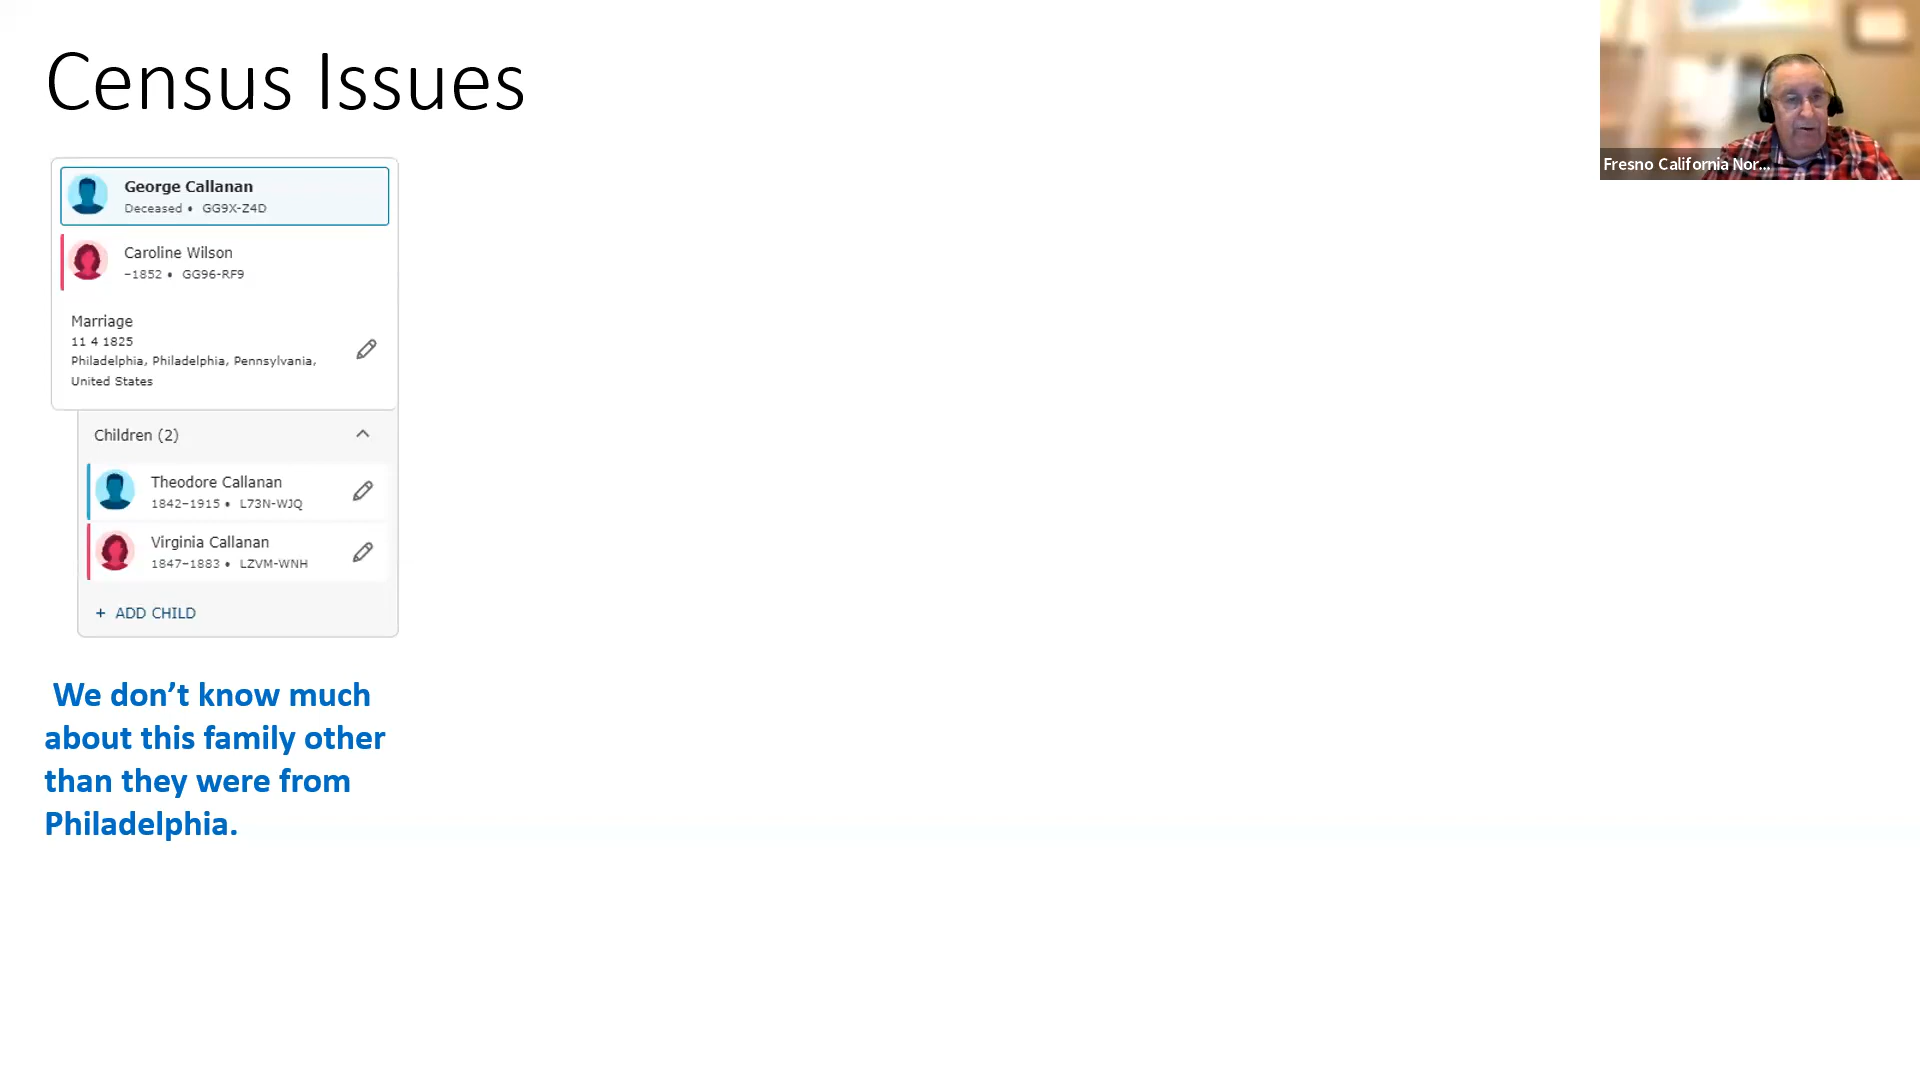 Census Issues
George Callanan
Deceased • GG9X-Z4D
Caroline Wilson
–1852 • GG96-RF9
Marriage
11 4 1825
Philadelphia, Philadelphia, Pennsylvania,
United States
Children (2)
Theodore Callanan
1842–1915 • L73N-WJQ
Virginia Callanan
1847–1883 • LZVM-WNH
+ ADD CHILD
We don’t know much
about this family other
than they were from
Philadelphia.
Fresno California Nor...